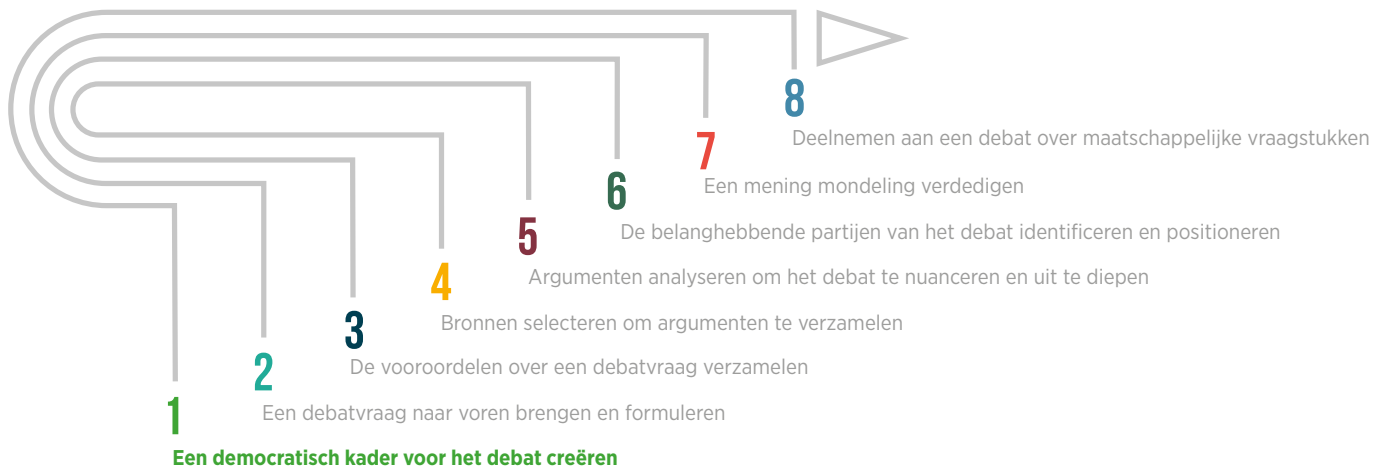 8
Deelnemen aan een debat over maatschappelijke vraagstukken
7
Een mening mondeling verdedigen
6
De belanghebbende partijen van het debat identificeren en positioneren
5
Argumenten analyseren om het debat te nuanceren en uit te diepen
4
Bronnen selecteren om argumenten te verzamelen
3
De vooroordelen over een debatvraag verzamelen
2
Een debatvraag naar voren brengen en formuleren
1
Een democratisch kader voor het debat creëren